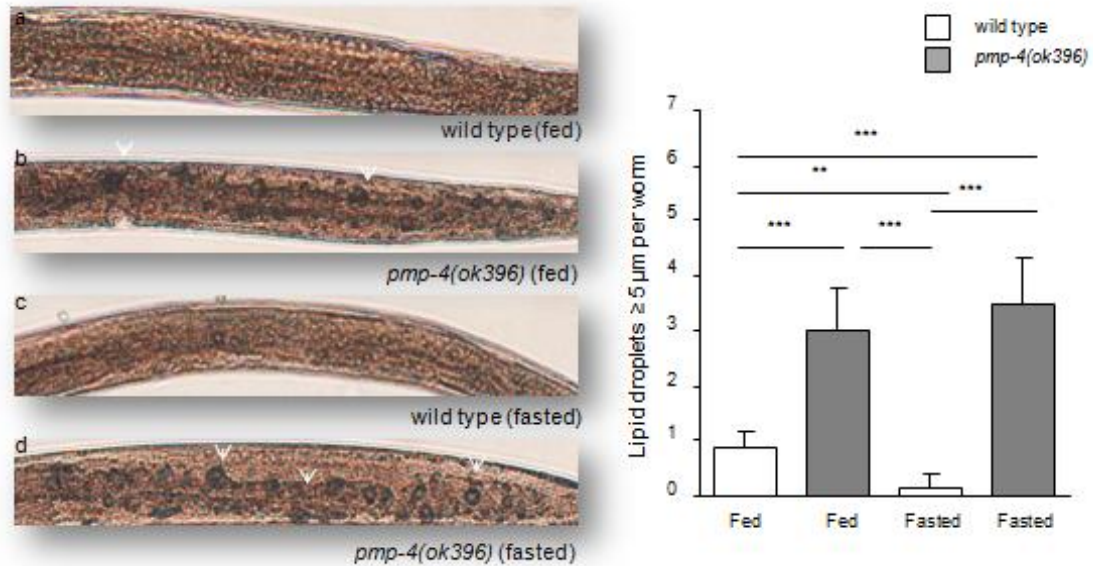 a
wild type (fed)
b
pmp-4(ok396) (fed)
c
wild type (fasted)
d
pmp-4(ok396) (fasted)
wild type
pmp-4(ok396)
Lipid droplets ≥ 5 µm per worm
7
6
5
4
3
2
1
0
***
**
***
***
***
Fed
Fed
Fasted
Fasted